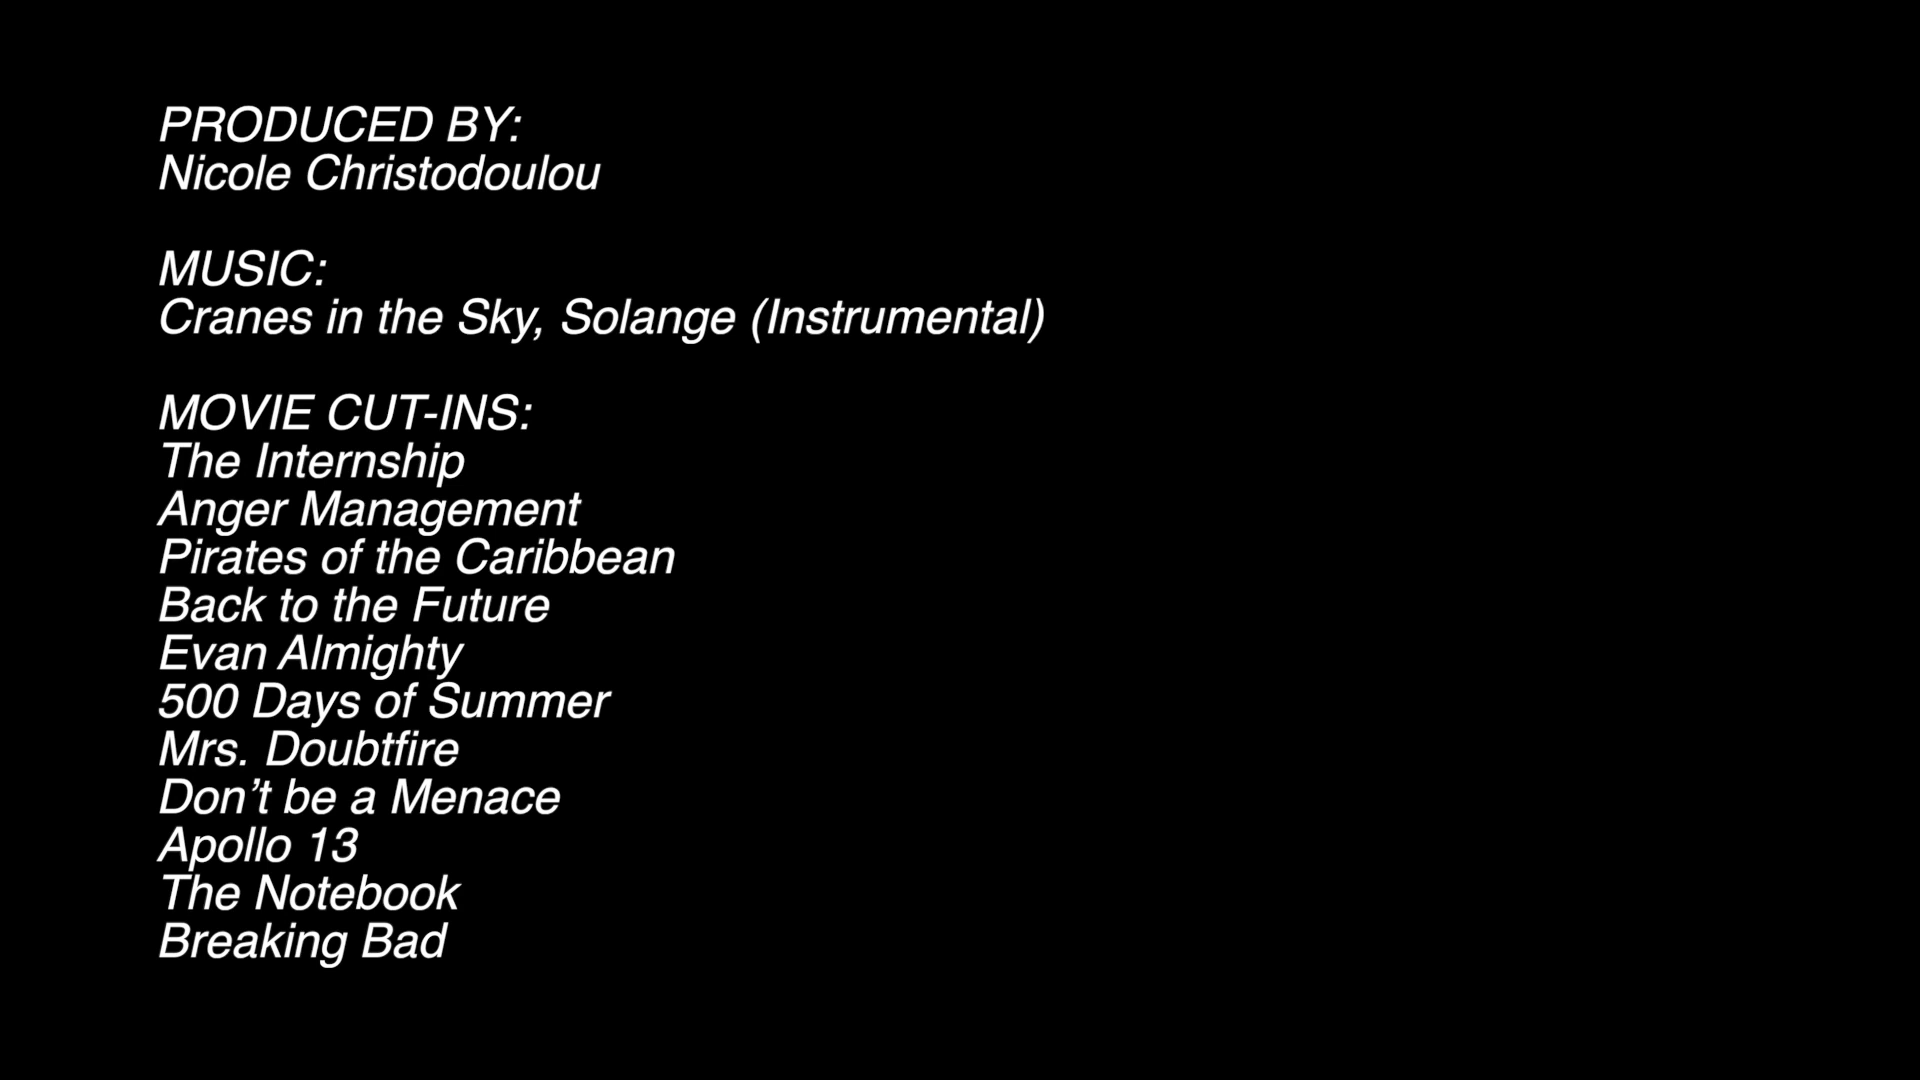 PRODUCED BY:
Nicole Christodoulou
MUSIC:
Cranes in the Sky, Solange (Instrumental)
MOVIE CUT-INS:
The Internship
Anger Management
Pirates of the Caribbean
Back to the Future
Evan Almighty
500 Days of Summer
Mrs. Doubtfire
Don’t be a Menace
Apollo 13
The Notebook
Breaking Bad